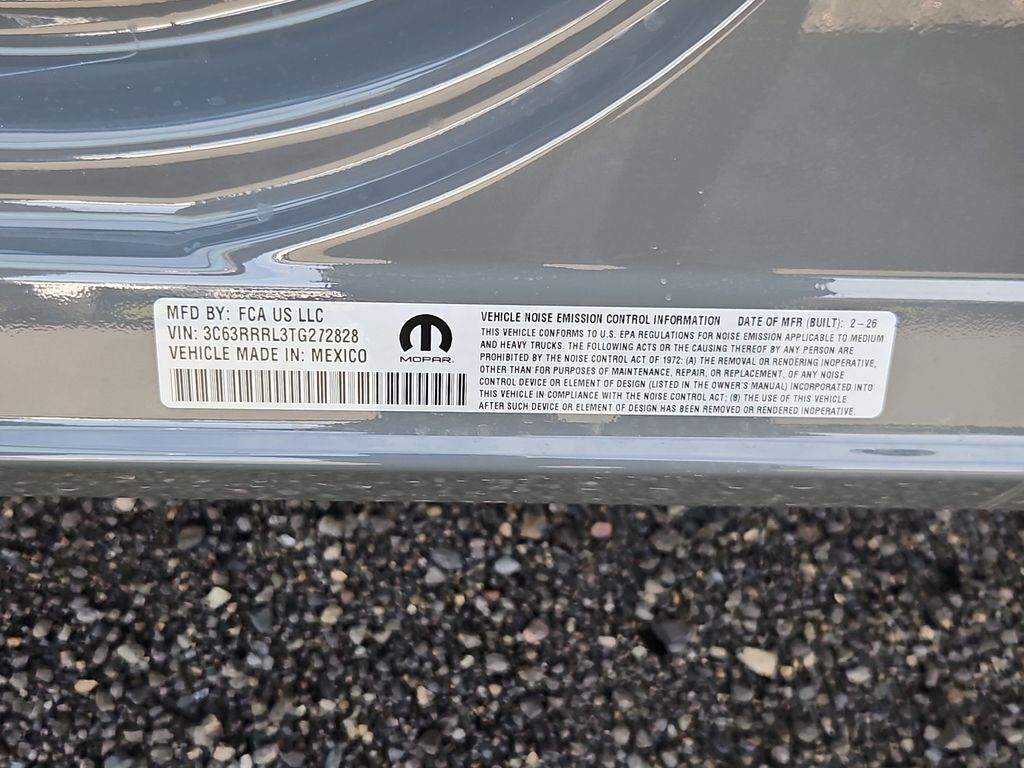 MFD BY: FCA US LLC
VIN: 3C63RRRL3TG272828
VEHICLE MADE IN: MEXICO
MOPAR
VEHICLE NOISE EMISSION CONTROL INFORMATION DATE OF MFR (BUILT): 2-26
THIS VEHICLE CONFORMS TO U.S. EPA REGULATIONS FOR NOISE EMISSION APPLICABLE TO MEDIUM
AND HEAVY TRUCKS. THE FOLLOWING ACTS OR THE CAUSING THEREOF BY ANY PERSON ARE
PROHIBITED BY THE NOISE CONTROL ACT OF 1972: (A) THE REMOVAL OR RENDERING INOPERATIVE,
OTHER THAN FOR PURPOSES OF MAINTENANCE, REPAIR, OR REPLACEMENT, OF ANY NOISE
CONTROL DEVICE OR ELEMENT OF DESIGN (LISTED IN THE OWNER'S MANUAL) INCORPORATED INTO
THIS VEHICLE IN COMPLIANCE WITH THE NOISE CONTROL ACT; (B) THE USE OF THIS VEHICLE
AFTER SUCH DEVICE OR ELEMENT OF DESIGN HAS BEEN REMOVED OR RENDERED INOPERATIVE.